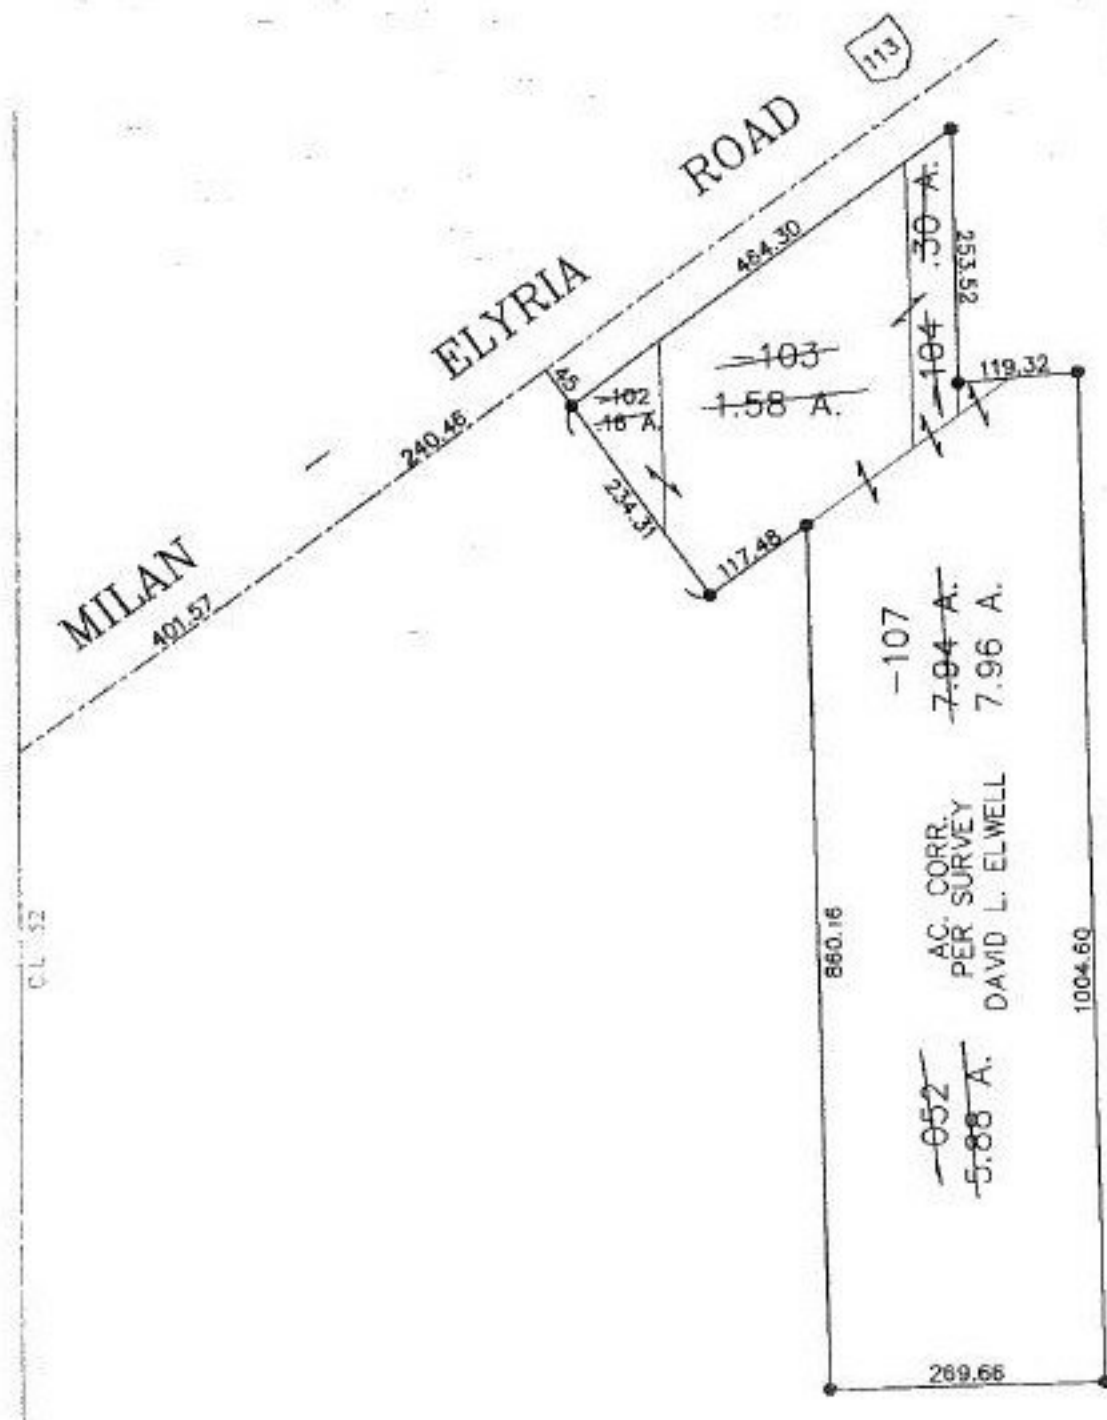 113
MILAN ELYRIA ROAD
401.57
240.46
45
464.30
253.52
119.32
-102
.16 A.
-103
1.58 A.
104
.30 A.
234.31
117.48
-107
7.94 A.
7.96 A.
AC. CORR.
PER SURVEY
DAVID L. ELWELL
-052
5.88 A.
860.16
1004.60
269.66